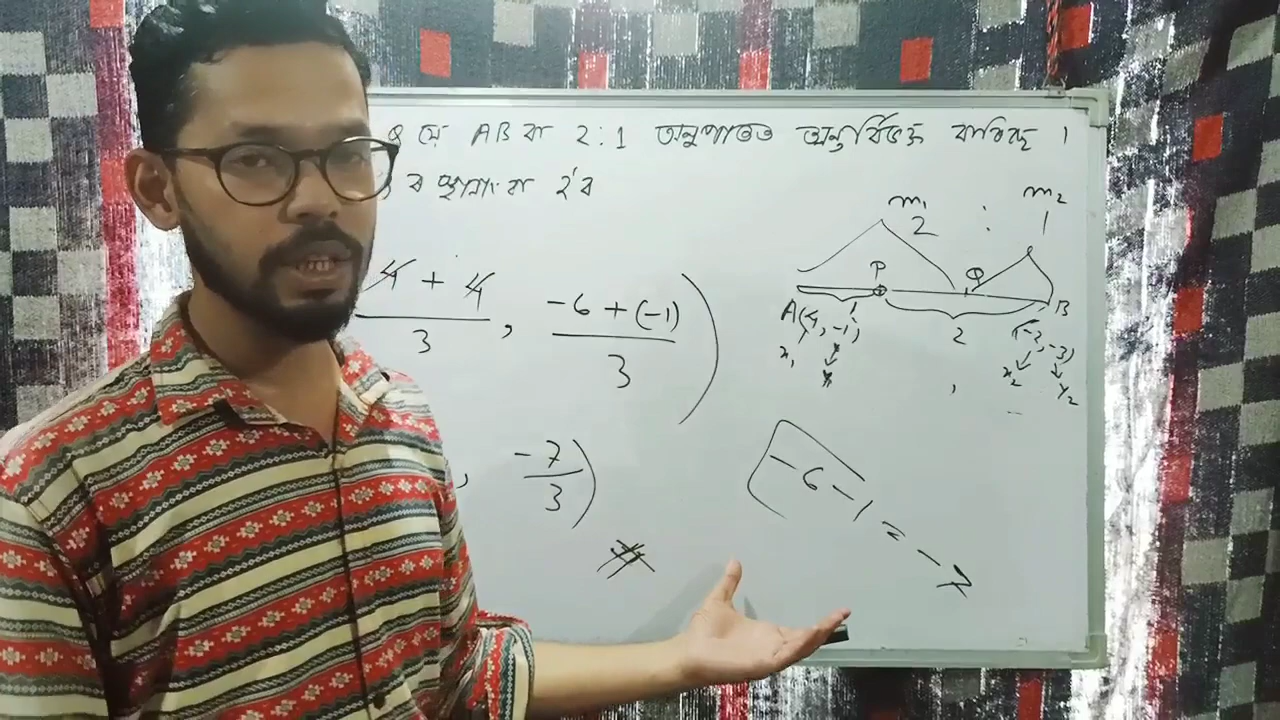 Q য়ে AB ৰা 2:1 অনুপাতত অন্তৰ্বিভক্ত কৰিছে ।
ৰ স্থানাংক হ'ব
m₁ : m₂
2 1
P Q
A(4, -1) 1 2 B(-2, -3)
x₁ x₂ y₂
-4 + 4 / 3 , -6 + (-1) / 3 )
, -7 / 3 )
-6 - 1 = -7